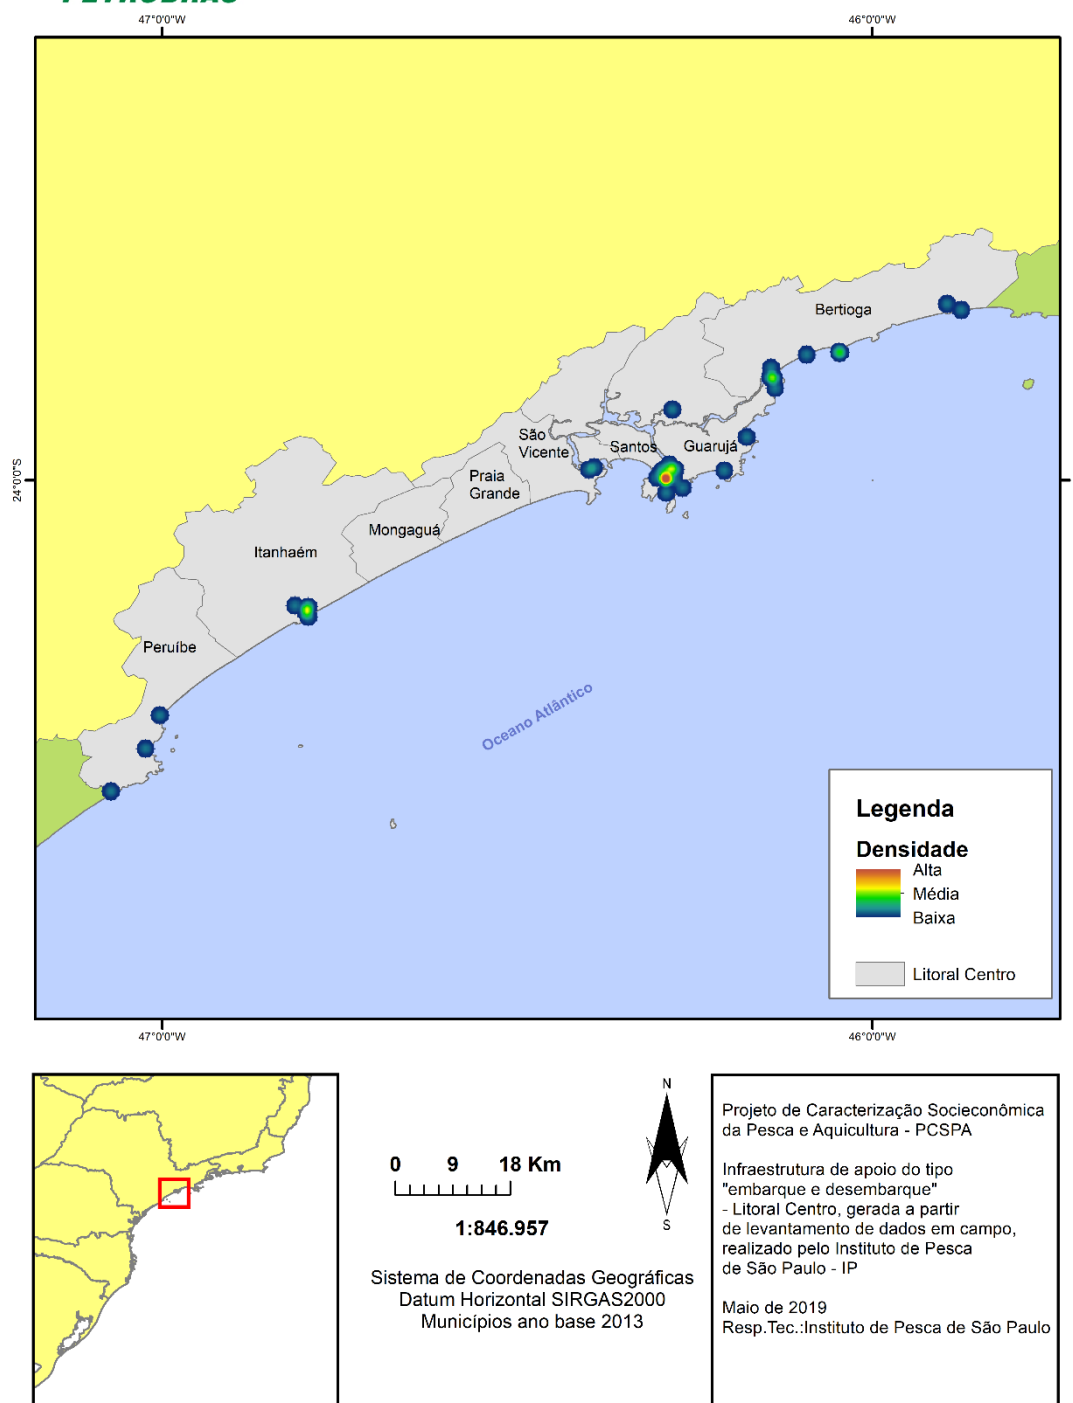 PETROBRAS
47°0'0"W
46°0'0"W
24°0'0"S
Bertioga
São
Vicente
Santos
Guarujá
Praia
Grande
Mongaguá
Itanhaém
Peruíbe
Oceano Atlântico
Legenda
Densidade
Alta
Média
Baixa
Litoral Centro
47°0'0"W
46°0'0"W
0 9 18 Km
1:846.957
Sistema de Coordenadas Geográficas
Datum Horizontal SIRGAS2000
Municípios ano base 2013
N
S
Projeto de Caracterização Socieconômica
da Pesca e Aquicultura - PCSPA
Infraestrutura de apoio do tipo
"embarque e desembarque"
- Litoral Centro, gerada a partir
de levantamento de dados em campo,
realizado pelo Instituto de Pesca
de São Paulo - IP
Maio de 2019
Resp.Tec.:Instituto de Pesca de São Paulo